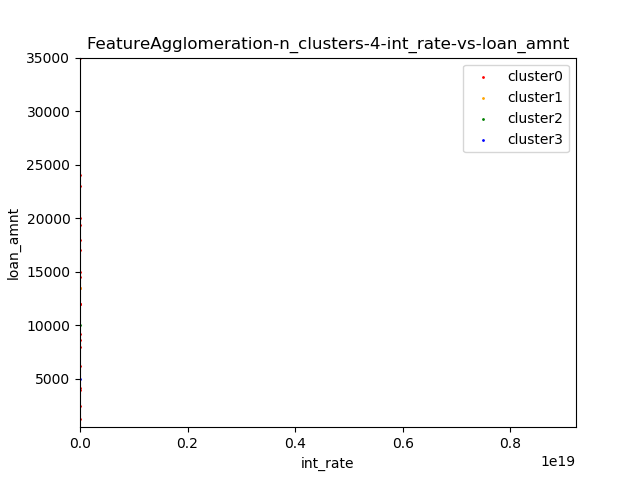 FeatureAgglomeration-n_clusters-4-int_rate-vs-loan_amnt
35000
30000
25000
20000
15000
10000
5000
loan_amnt
cluster0
cluster1
cluster2
cluster3
0.0 0.2 0.4 0.6 0.8
1e19
int_rate